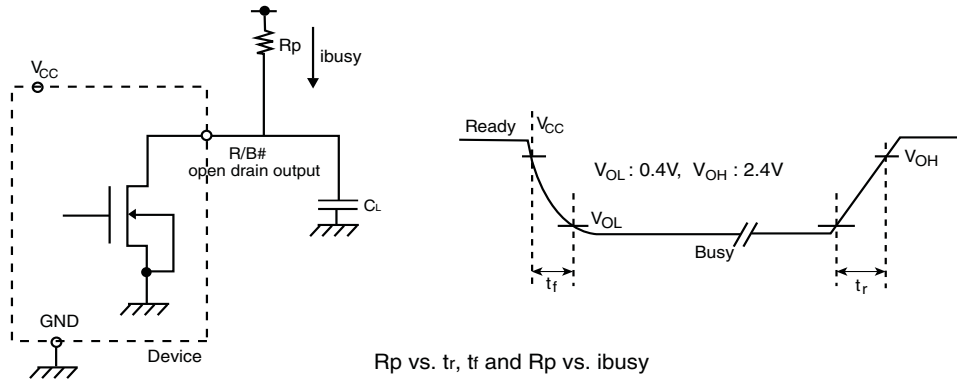 Rp
ibusy
VCC
R/B#
open drain output
CL
GND
Device
Ready
VCC
VOL : 0.4V, VOH : 2.4V
VOH
VOL
Busy
tf
tr
Rp vs. tr, tf and Rp vs. ibusy